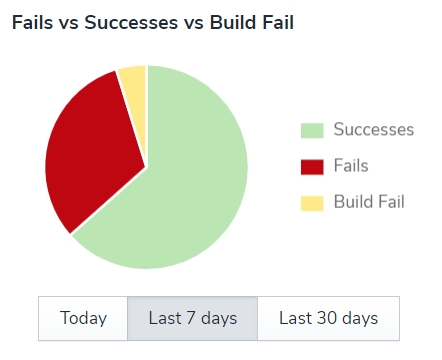 Fails vs Successes vs Build Fail
Successes
Fails
Build Fail
Today Last 7 days Last 30 days